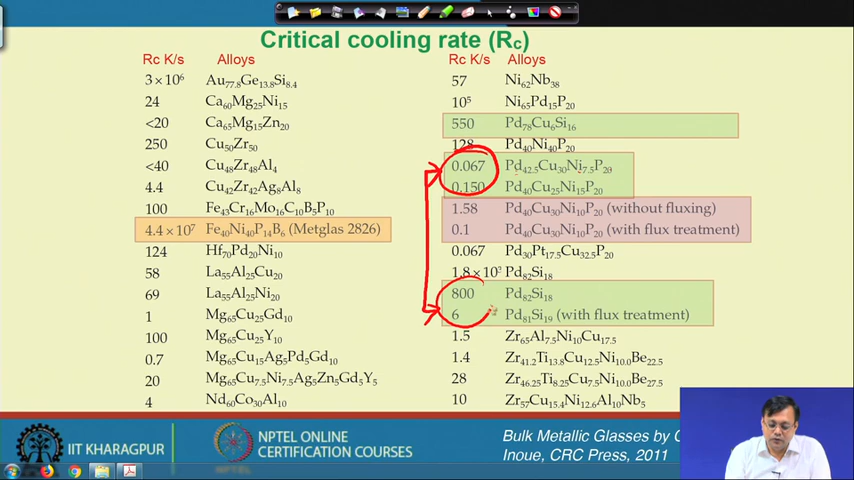 Critical cooling rate (Rc)
Rc K/s Alloys
3 × 10⁶ Au₇₇.₈Ge₁₃.₈Si₈.₄
24 Ca₆₀Mg₂₅Ni₁₅
<20 Ca₆₅Mg₁₅Zn₂₀
250 Cu₅₀Zr₅₀
<40 Cu₄₈Zr₄₈Al₄
4.4 Cu₄₂Zr₄₂Ag₈Al₈
100 Fe₄₃Cr₁₆Mo₁₆C₁₀B₅P₁₀
4.4 × 10⁷ Fe₄₀Ni₄₀P₁₄B₆ (Metglas 2826)
124 Hf₇₀Pd₂₀Ni₁₀
58 La₅₅Al₂₅Cu₂₀
69 La₅₅Al₂₅Ni₂₀
1 Mg₆₅Cu₂₅Gd₁₀
100 Mg₆₅Cu₂₅Y₁₀
0.7 Mg₆₅Cu₁₅Ag₅Pd₅Gd₁₀
20 Mg₆₅Cu₇.₅Ni₇.₅Ag₅Zn₅Gd₅Y₅
4 Nd₆₀Co₃₀Al₁₀
Rc K/s Alloys
57 Ni₆₂Nb₃₈
10⁵ Ni₆₅Pd₁₅P₂₀
550 Pd₇₈Cu₆Si₁₆
128 Pd₄₀Ni₄₀P₂₀
0.067 Pd₄₂.₅Cu₃₀Ni₇.₅P₂₀
0.150 Pd₄₀Cu₂₅Ni₁₅P₂₀
1.58 Pd₄₀Cu₃₀Ni₁₀P₂₀ (without fluxing)
0.1 Pd₄₀Cu₃₀Ni₁₀P₂₀ (with flux treatment)
0.067 Pd₃₀Pt₁₇.₅Cu₃₂.₅P₂₀
1.8 × 10² Pd₈₂Si₁₈
800 Pd₈₂Si₁₈
6 Pd₈₁Si₁₉ (with flux treatment)
1.5 Zr₆₅Al₇.₅Ni₁₀Cu₁₇.₅
1.4 Zr₄₁.₂Ti₁₃.₈Cu₁₂.₅Ni₁₀.₀Be₂₂.₅
28 Zr₄₆.₂₅Ti₈.₂₅Cu₇.₅Ni₁₀.₀Be₂₇.₅
10 Zr₅₇Cu₁₅.₄Ni₁₂.₆Al₁₀Nb₅
IIT KHARAGPUR
NPTEL ONLINE
CERTIFICATION COURSES
Bulk Metallic Glasses by
Inoue, CRC Press, 2011